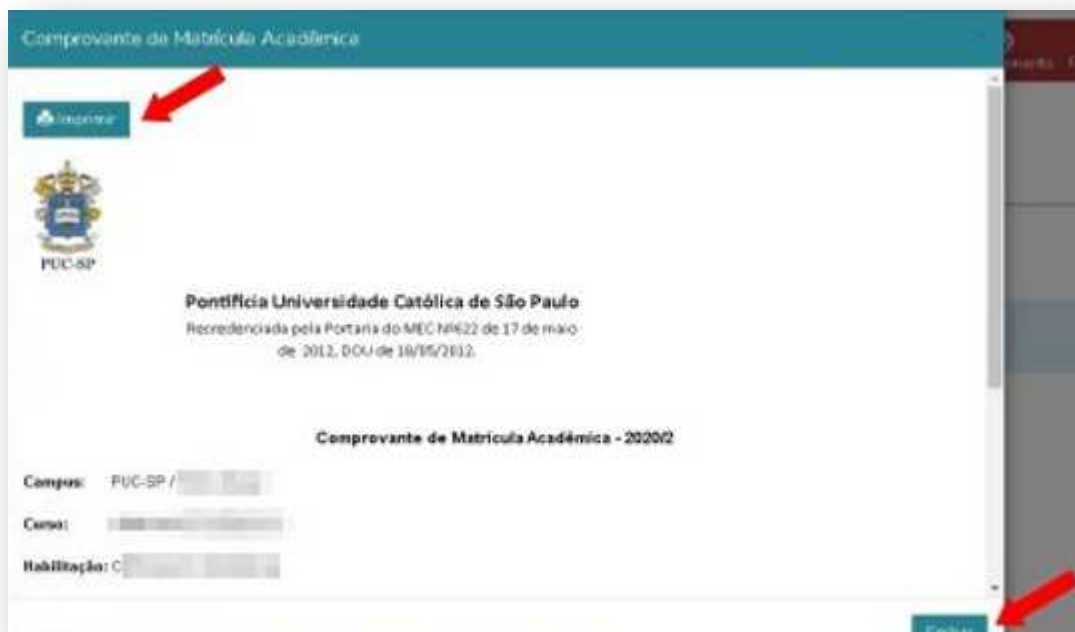 Comprovante de Matrícula Acadêmica
Imprimir
PUC-SP
Pontifícia Universidade Católica de São Paulo
Recredenciada pela Portaria do MEC Nº622 de 17 de maio
de 2012, DOU de 18/05/2012.
Comprovante de Matrícula Acadêmica - 2020/2
Campus: PUC-SP /
Curso:
Habilitação: C
Fechar